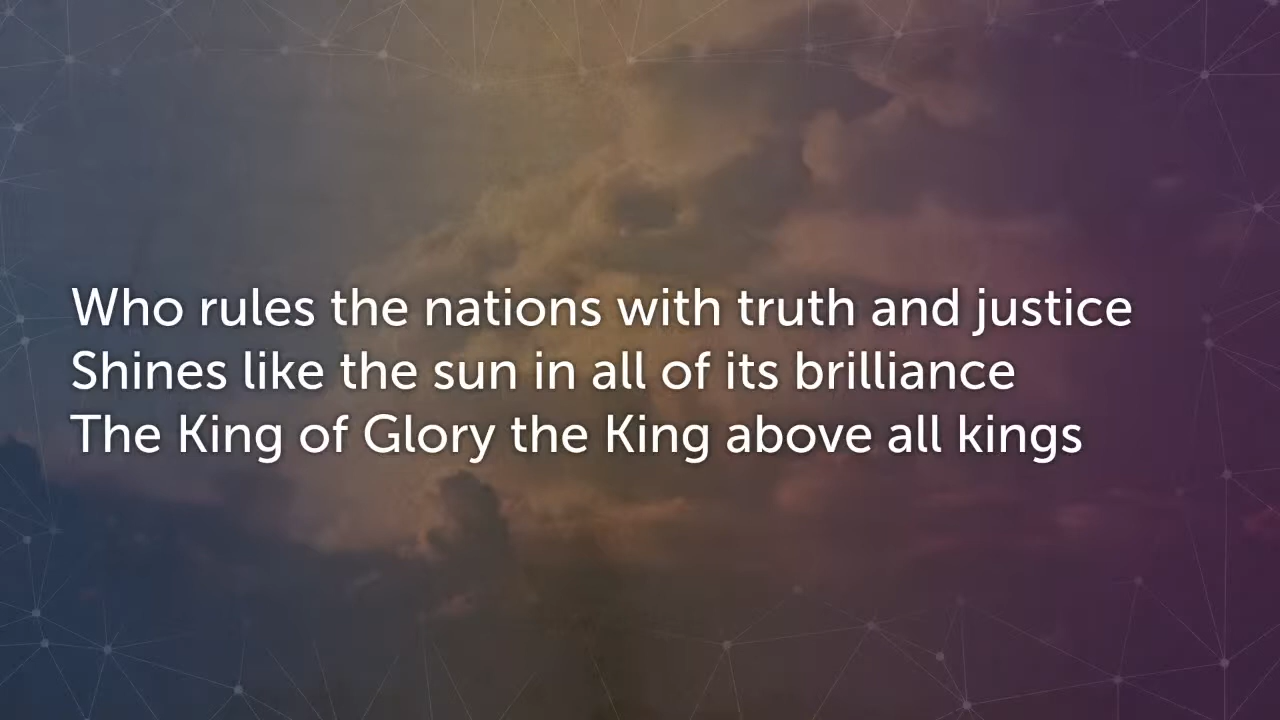 Who rules the nations with truth and justice
Shines like the sun in all of its brilliance
The King of Glory the King above all kings